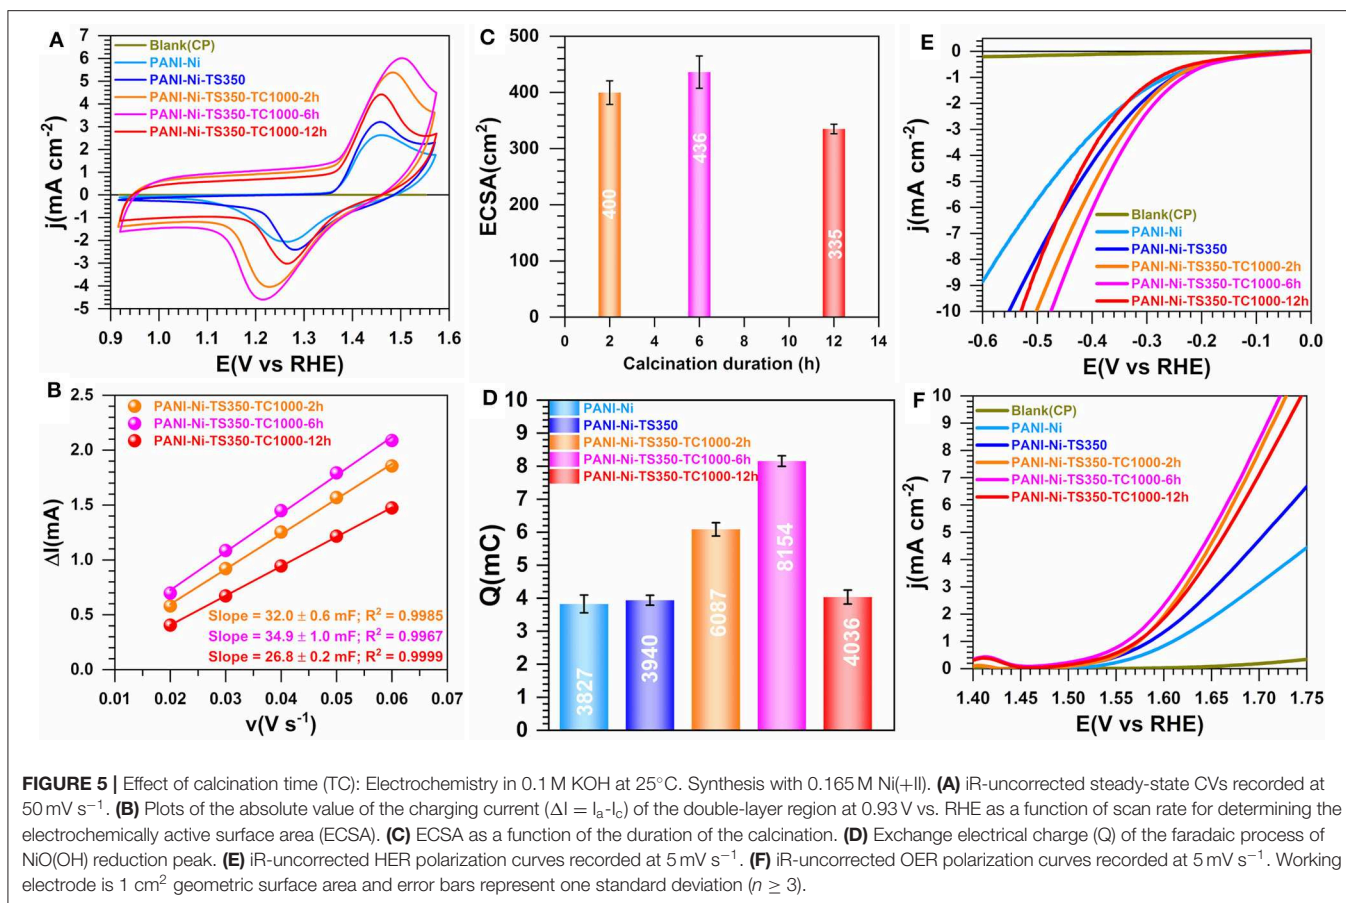 A
j(mA cm-2)
7
6
5
4
3
2
1
0
-1
-2
-3
-4
-5
Blank(CP)
PANI-Ni
PANI-Ni-TS350
PANI-Ni-TS350-TC1000-2h
PANI-Ni-TS350-TC1000-6h
PANI-Ni-TS350-TC1000-12h
0.9 1.0 1.1 1.2 1.3 1.4 1.5 1.6
E(V vs RHE)
C
ECSA(cm2)
500
400
300
200
100
0
400
436
335
0 2 4 6 8 10 12 14
Calcination duration (h)
E
j(mA cm-2)
0
-1
-2
-3
-4
-5
-6
-7
-8
-9
-10
Blank(CP)
PANI-Ni
PANI-Ni-TS350
PANI-Ni-TS350-TC1000-2h
PANI-Ni-TS350-TC1000-6h
PANI-Ni-TS350-TC1000-12h
-0.6 -0.5 -0.4 -0.3 -0.2 -0.1 0.0
E(V vs RHE)
B
ΔI(mA)
2.5
2.0
1.5
1.0
0.5
0.0
PANI-Ni-TS350-TC1000-2h
PANI-Ni-TS350-TC1000-6h
PANI-Ni-TS350-TC1000-12h
Slope = 32.0 ± 0.6 mF; R2 = 0.9985
Slope = 34.9 ± 1.0 mF; R2 = 0.9967
Slope = 26.8 ± 0.2 mF; R2 = 0.9999
0.01 0.02 0.03 0.04 0.05 0.06 0.07
v(V s-1)
D
Q(mC)
10
9
8
7
6
5
4
3
2
1
0
PANI-Ni
PANI-Ni-TS350
PANI-Ni-TS350-TC1000-2h
PANI-Ni-TS350-TC1000-6h
PANI-Ni-TS350-TC1000-12h
3827
3940
6087
8154
4036
F
j(mA cm-2)
10
9
8
7
6
5
4
3
2
1
0
Blank(CP)
PANI-Ni
PANI-Ni-TS350
PANI-Ni-TS350-TC1000-2h
PANI-Ni-TS350-TC1000-6h
PANI-Ni-TS350-TC1000-12h
1.40 1.45 1.50 1.55 1.60 1.65 1.70 1.75
E(V vs RHE)
FIGURE 5 | Effect of calcination time (TC): Electrochemistry in 0.1 M KOH at 25°C. Synthesis with 0.165 M Ni(+II). (A) iR-uncorrected steady-state CVs recorded at
50 mV s−1. (B) Plots of the absolute value of the charging current (ΔI = Ia-Ic) of the double-layer region at 0.93 V vs. RHE as a function of scan rate for determining the
electrochemically active surface area (ECSA). (C) ECSA as a function of the duration of the calcination. (D) Exchange electrical charge (Q) of the faradaic process of
NiO(OH) reduction peak. (E) iR-uncorrected HER polarization curves recorded at 5 mV s−1. (F) iR-uncorrected OER polarization curves recorded at 5 mV s−1. Working
electrode is 1 cm2 geometric surface area and error bars represent one standard deviation (n ≥ 3).